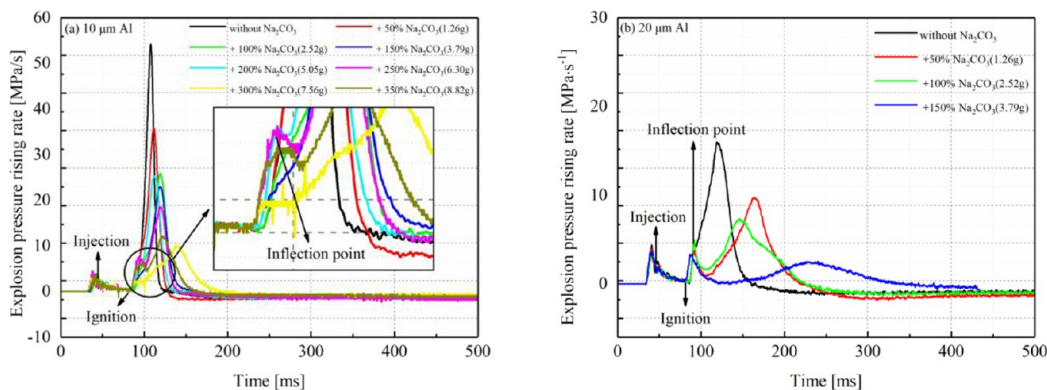 (a) 10 μm Al
without Na₂CO₃
+ 50% Na₂CO₃(1.26g)
+ 100% Na₂CO₃(2.52g)
+ 150% Na₂CO₃(3.79g)
+ 200% Na₂CO₃(5.05g)
+ 250% Na₂CO₃(6.30g)
+ 300% Na₂CO₃(7.56g)
+ 350% Na₂CO₃(8.82g)
Explosion pressure rising rate [MPa/s]
60
50
40
30
20
10
0
-10
Injection
Ignition
Inflection point
0 100 200 300 400 500
Time [ms]
(b) 20 μm Al
without Na₂CO₃
+50% Na₂CO₃(1.26g)
+100% Na₂CO₃(2.52g)
+150% Na₂CO₃(3.79g)
Explosion pressure rising rate [MPa·s⁻¹]
30
20
10
0
-5
Inflection point
Injection
Ignition
0 100 200 300 400 500
Time [ms]